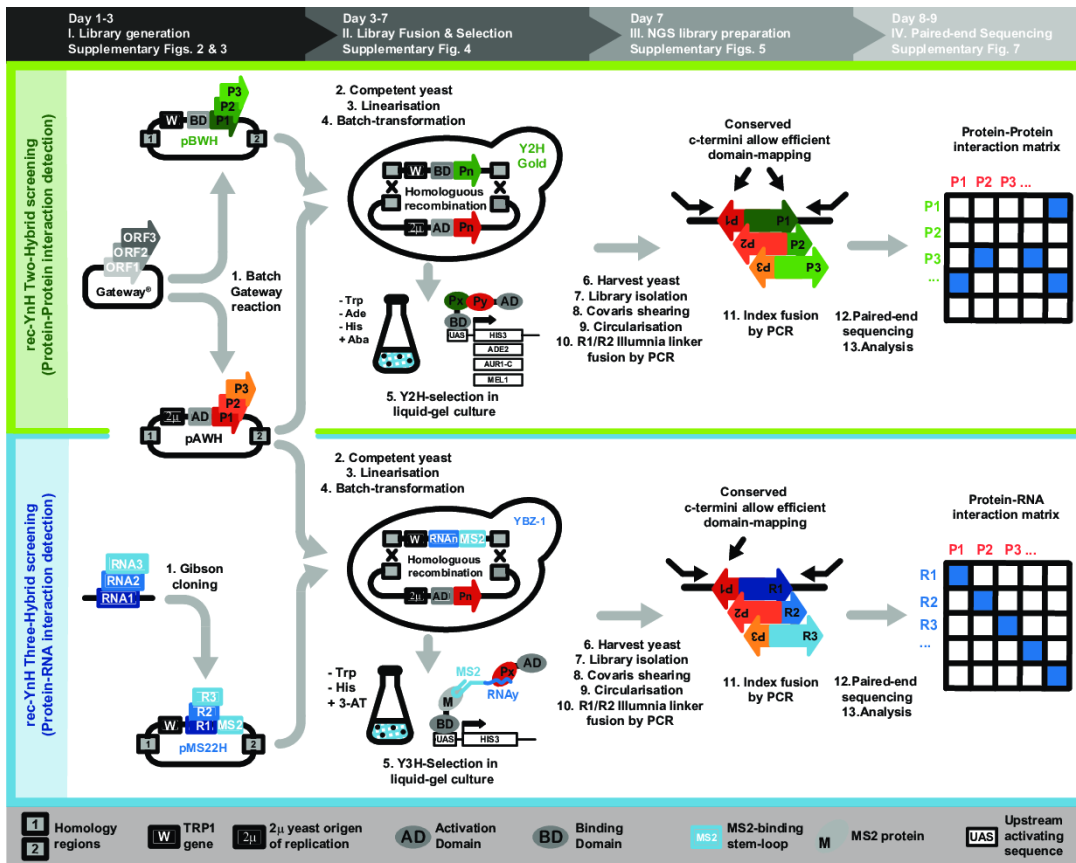 Day 1-3
I. Library generation
Supplementary Figs. 2 & 3
Day 3-7
II. Libray Fusion & Selection
Supplementary Fig. 4
Day 7
III. NGS library preparation
Supplementary Figs. 5
Day 8-9
IV. Paired-end Sequencing
Supplementary Fig. 7
rec-YnH Two-Hybrid screening
(Protein-Protein interaction detection)
P3
P2
W BD P1
1 pBWH 2
ORF3
ORF2
ORF1
Gateway®
1. Batch
Gateway
reaction
P3
P2
2µ AD P1
1 pAWH 2
2. Competent yeast
3. Linearisation
4. Batch-transformation
Y2H
Gold
W BD Pn
Homologuous
recombination
2µ AD Pn
- Trp
- Ade
- His
+ Aba
Px Py AD
BD
UAS HIS3
ADE2
AUR1-C
MEL1
5. Y2H-selection in
liquid-gel culture
6. Harvest yeast
7. Library isolation
8. Covaris shearing
9. Circularisation
10. R1/R2 Illumnia linker
fusion by PCR
Conserved
c-termini allow efficient
domain-mapping
P1 P1
P2 P2
P3 P3
11. Index fusion
by PCR
12.Paired-end
sequencing
13.Analysis
Protein-Protein
interaction matrix
P1 P2 P3 ...
P1
P2
P3
...
rec-YnH Three-Hybrid screening
(Protein-RNA interaction detection)
RNA3
RNA2
RNA1
1. Gibson
cloning
R3
R2
W R1 MS2
1 pMS22H 2
2. Competent yeast
3. Linearisation
4. Batch-transformation
YBZ-1
W RNAn MS2
Homologuous
recombination
2µ AD Pn
- Trp
- His
+ 3-AT
MS2 Px AD
RNAy
M
BD
UAS HIS3
5. Y3H-Selection in
liquid-gel culture
6. Harvest yeast
7. Library isolation
8. Covaris shearing
9. Circularisation
10. R1/R2 Illumnia linker
fusion by PCR
Conserved
c-termini allow efficient
domain-mapping
P1 R1
P2 R2
P3 R3
11. Index fusion
by PCR
12.Paired-end
sequencing
13.Analysis
Protein-RNA
interaction matrix
P1 P2 P3 ...
R1
R2
R3
...
1
2
Homology
regions
W
TRP1
gene
2µ
2µ yeast origen
of replication
AD
Activation
Domain
BD
Binding
Domain
MS2
MS2-binding
stem-loop
M
MS2 protein
UAS
Upstream
activating
sequence